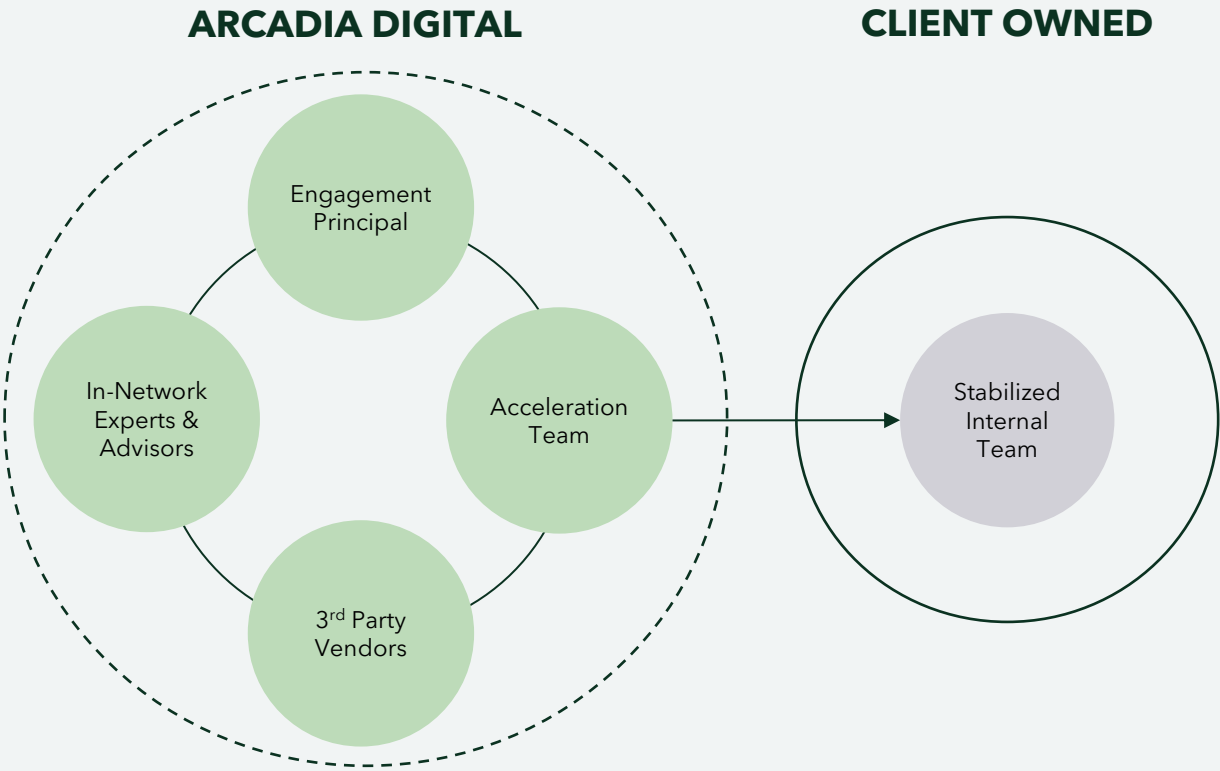 ARCADIA DIGITAL
CLIENT OWNED
Engagement
Principal
In-Network
Experts &
Advisors
Acceleration
Team
Stabilized
Internal
Team
3rd Party
Vendors